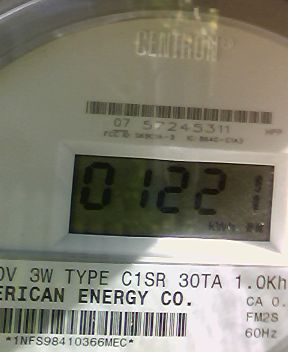 CENTRON®
07 57245311
0122
0V 3W TYPE C1SR 30TA 1.0Kh
ERICAN ENERGY CO.
CA 0.
FM2S
60Hz
*1NFS98410366MEC*